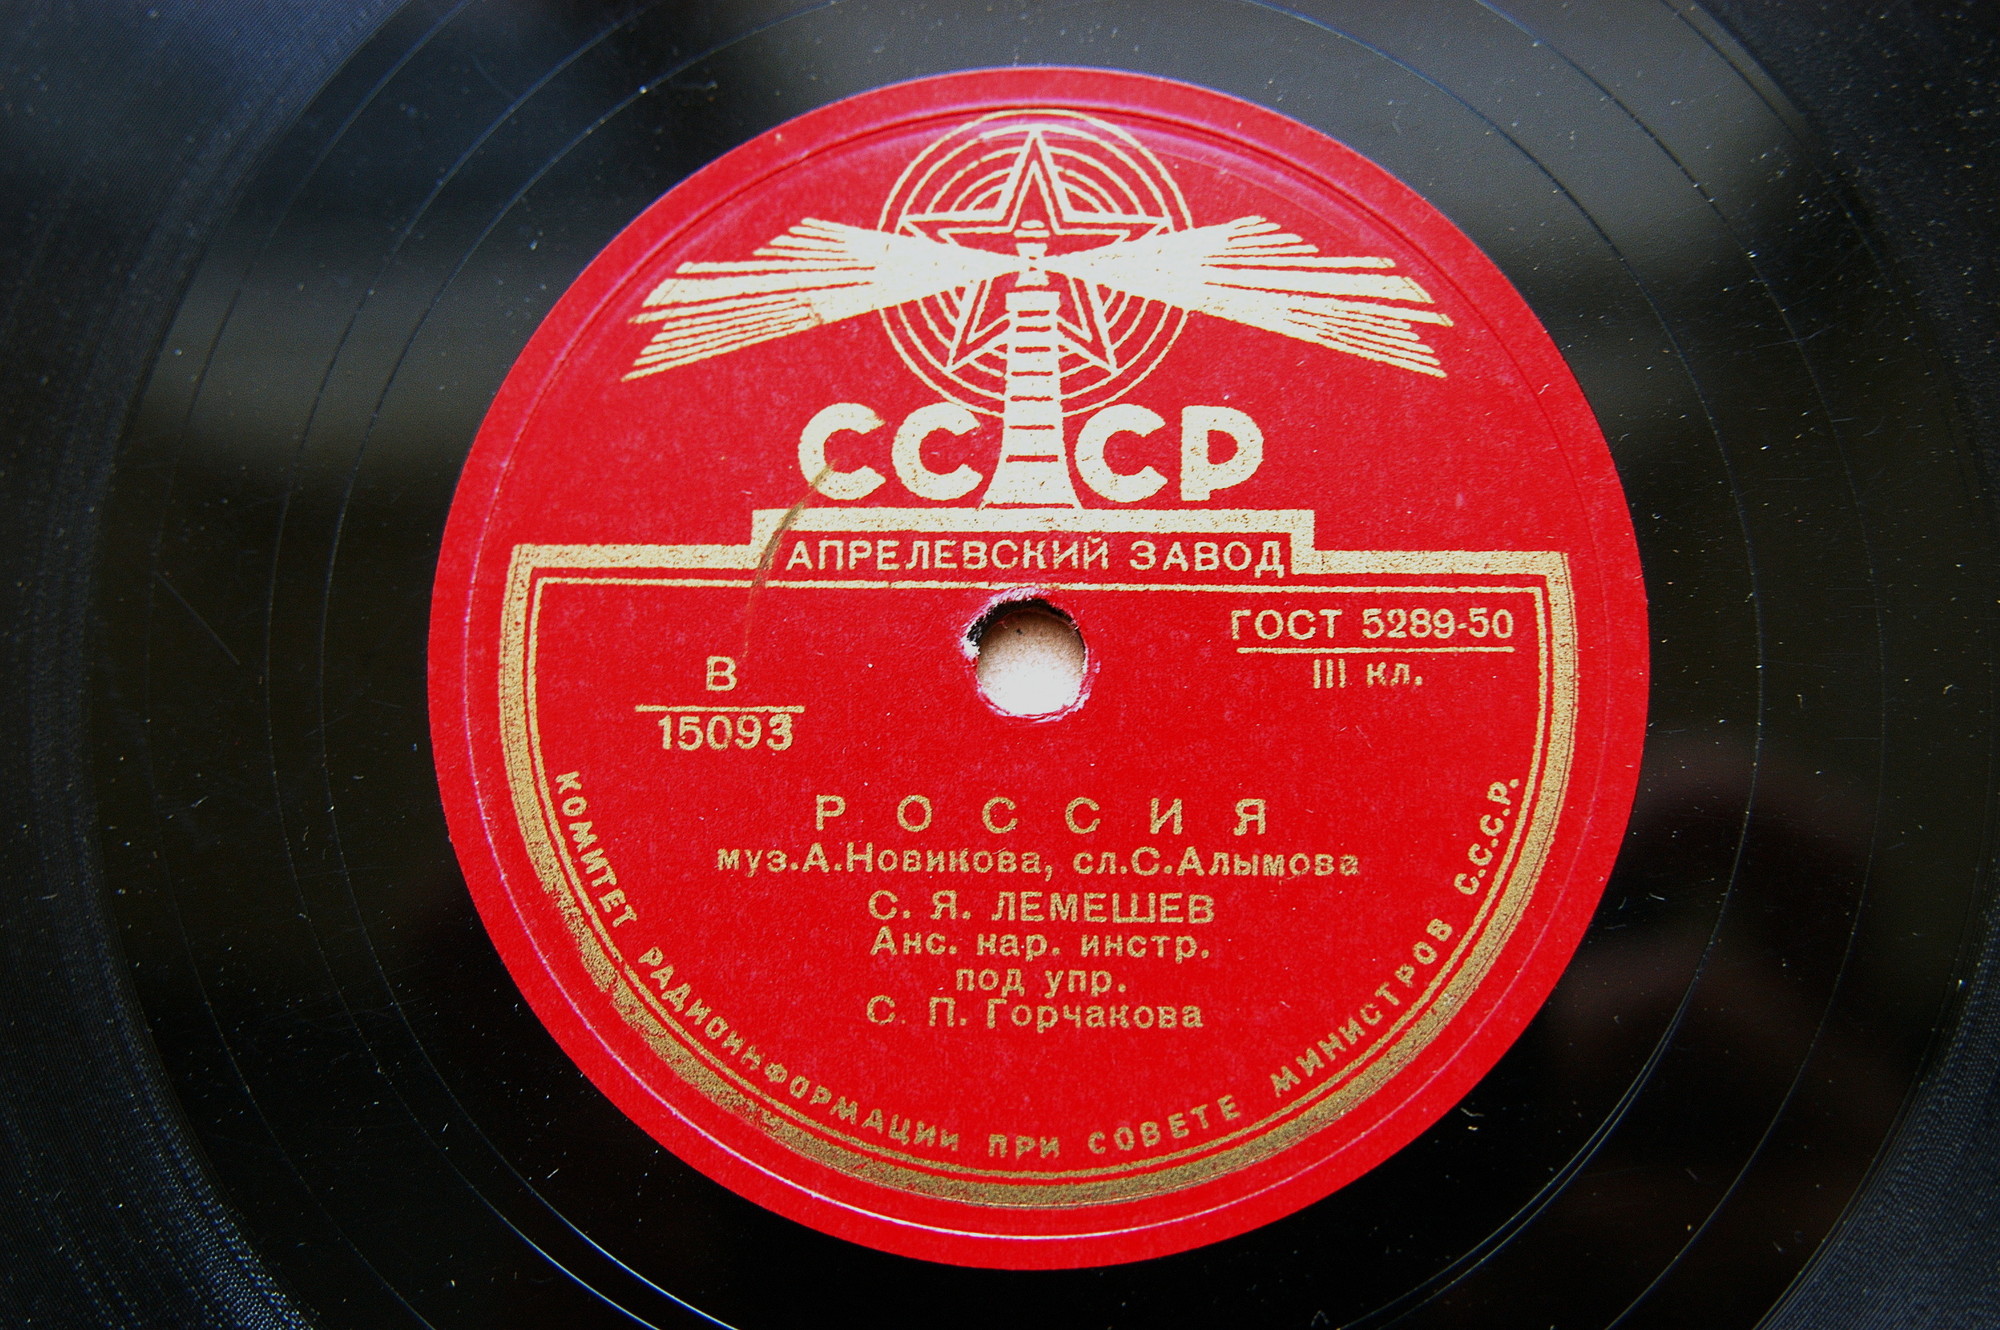 СССР
АПРЕЛЕВСКИЙ ЗАВОД
ГОСТ 5289-50
III кл.
В
15093
РОССИЯ
муз.А.Новикова, сл.С.Алымова
С. Я. ЛЕМЕШЕВ
Анс. нар. инстр.
под упр.
С. П. Горчакова
КОМИТЕТ РАДИОИНФОРМАЦИИ ПРИ СОВЕТЕ МИНИСТРОВ С.С.С.Р.